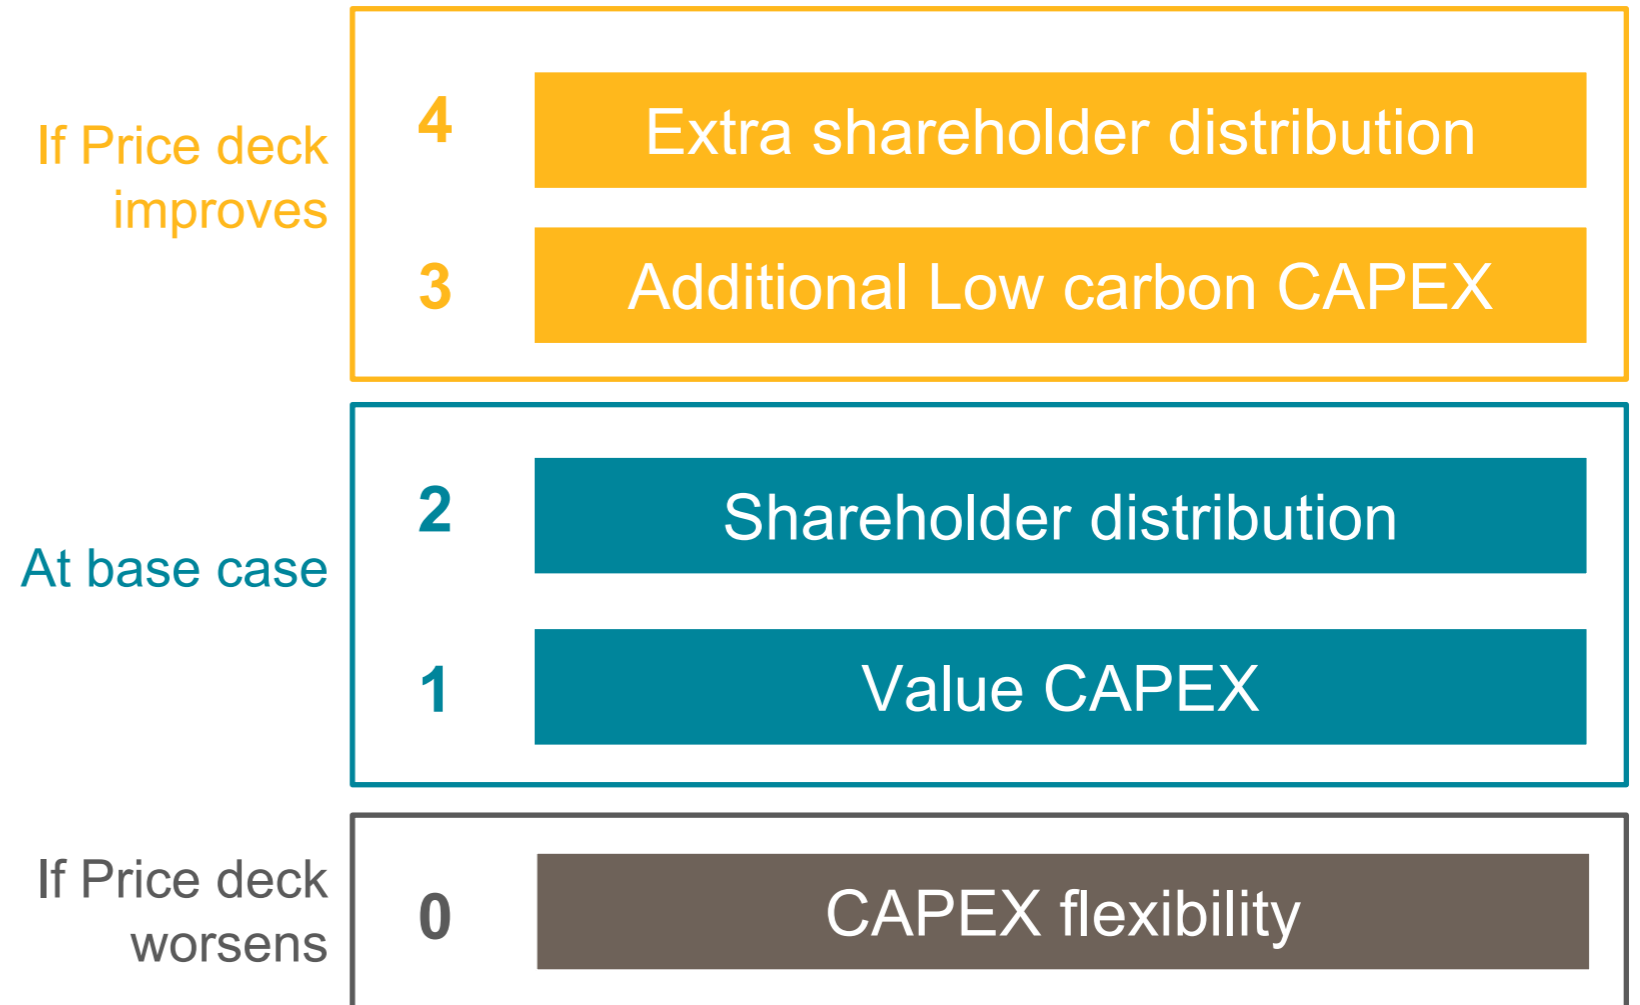 If Price deck
improves
4
Extra shareholder distribution
3
Additional Low carbon CAPEX
At base case
2
Shareholder distribution
1
Value CAPEX
If Price deck
worsens
0
CAPEX flexibility